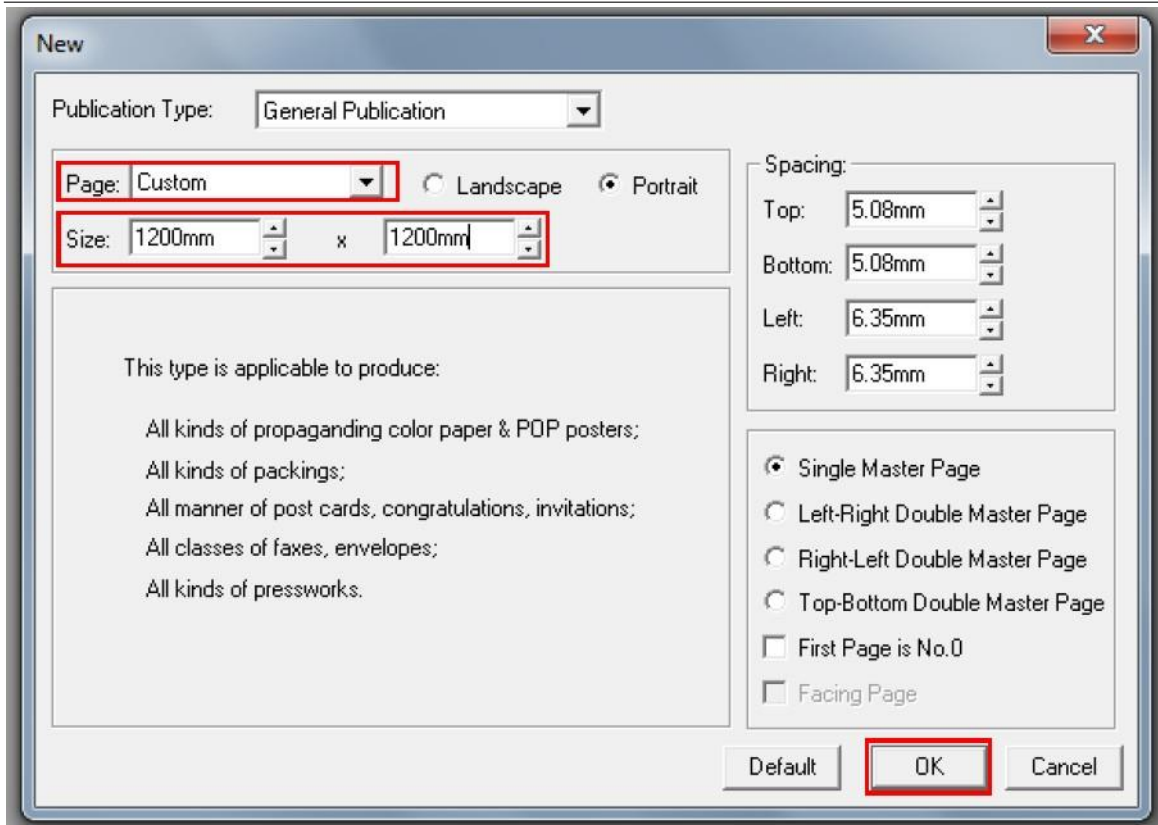 New
Publication Type: General Publication
Page: Custom Landscape Portrait
Size: 1200mm x 1200mm
This type is applicable to produce:
All kinds of propaganding color paper & POP posters;
All kinds of packings;
All manner of post cards, congratulations, invitations;
All classes of faxes, envelopes;
All kinds of pressworks.
Spacing:
Top: 5.08mm
Bottom: 5.08mm
Left: 6.35mm
Right: 6.35mm
Single Master Page
Left-Right Double Master Page
Right-Left Double Master Page
Top-Bottom Double Master Page
First Page is No.0
Facing Page
Default OK Cancel